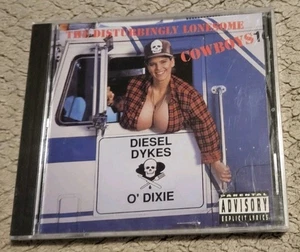 THE DISTURBINGLY LONESOME
COWBOYS
DIESEL
DYKES
O' DIXIE
PARENTAL
ADVISORY
EXPLICIT LYRICS